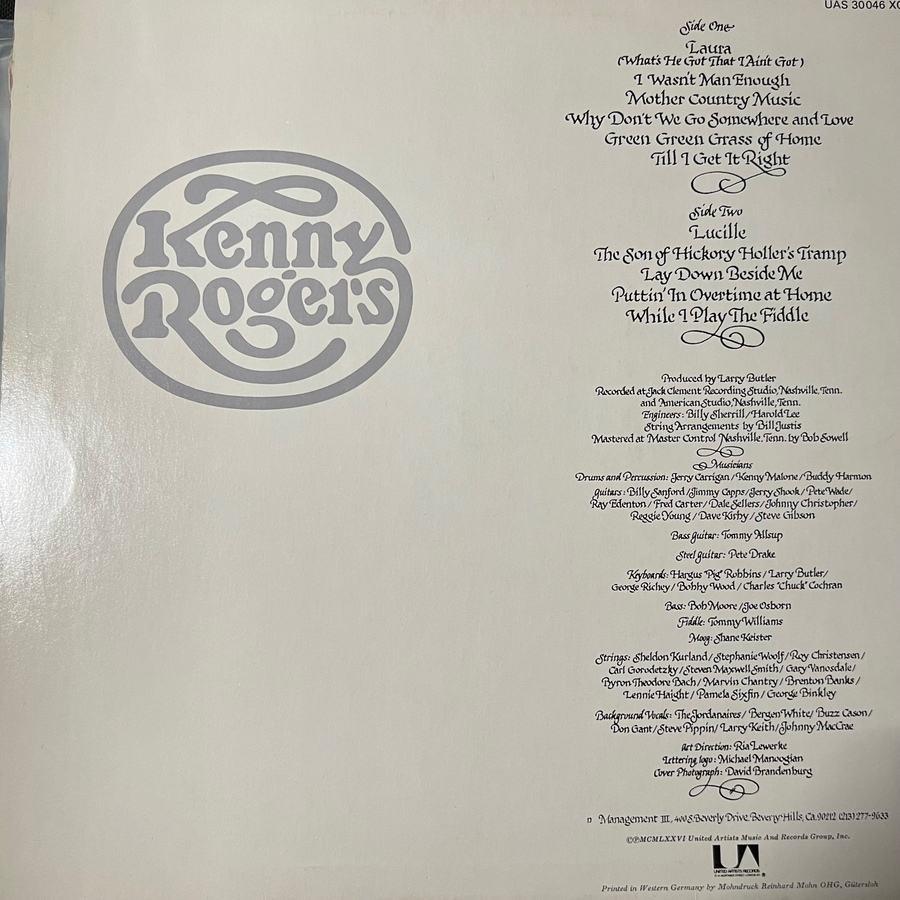 UAS 30046
Side One
Laura
(What's He Got That I Ain't Got)
I Wasn't Man Enough
Mother Country Music
Why Don't We Go Somewhere and Love
Green Green Grass of Home
Till I Get It Right
Kenny
Rogers
Side Two
Lucille
The Son of Hickory Holler's Tramp
Lay Down Beside Me
Puttin' In Overtime at Home
While I Play The Fiddle
Produced by Larry Butler
Recorded at Jack Clement Recording Studio, Nashville, Tenn.
and American Studio, Nashville, Tenn.
Engineers: Billy Sherrill/Harold Lee
String Arrangements by Bill Justis
Mastered at Master Control Nashville, Tenn. by Bob Sowell
Musicians
Drums and Percussion: Jerry Carrigan/Kenny Malone/Buddy Harmon
Guitars: Billy Sanford/Jimmy Capps/Jerry Shook/Pete Wade/
Ray Edenton/Fred Carter/Dale Sellers/Johnny Christopher/
Reggie Young/Dave Kirby/Steve Gibson
Bass Guitar: Tommy Allsup
Steel Guitar: Pete Drake
Keyboards: Hargus "Pig" Robbins/Larry Butler/
George Richey/Bobby Wood/Charles "Chuck" Cochran
Bass: Bob Moore/Joe Osborn
Fiddle: Tommy Williams
Moog: Shane Keister
Strings: Sheldon Kurland/Stephanie Woolf/Roy Christensen/
Carl Gorodetzky/Steven Maxwell Smith/Gary Vanosdale/
Byron Theodore Bach/Marvin Chantry/Brenton Banks/
Lennie Haight/Pamela Sixfin/George Binkley
Background Vocals: The Jordanaires/Bergen White/Buzz Cason/
Don Gant/Steve Pippin/Larry Keith/Johnny MacCrae
Art Direction: Ria Lewerke
Lettering, logo: Michael Manoogian
Cover Photograph: David Brandenburg
Management III, 400 S. Beverly Drive, Beverly Hills, Ca. 90212 (213) 277-9633
©℗MCMLXXVI United Artists Music And Records Group, Inc.
UA
UNITED ARTISTS RECORDS
Printed in Western Germany by Mohndruck Reinhard Mohn OHG, Gütersloh